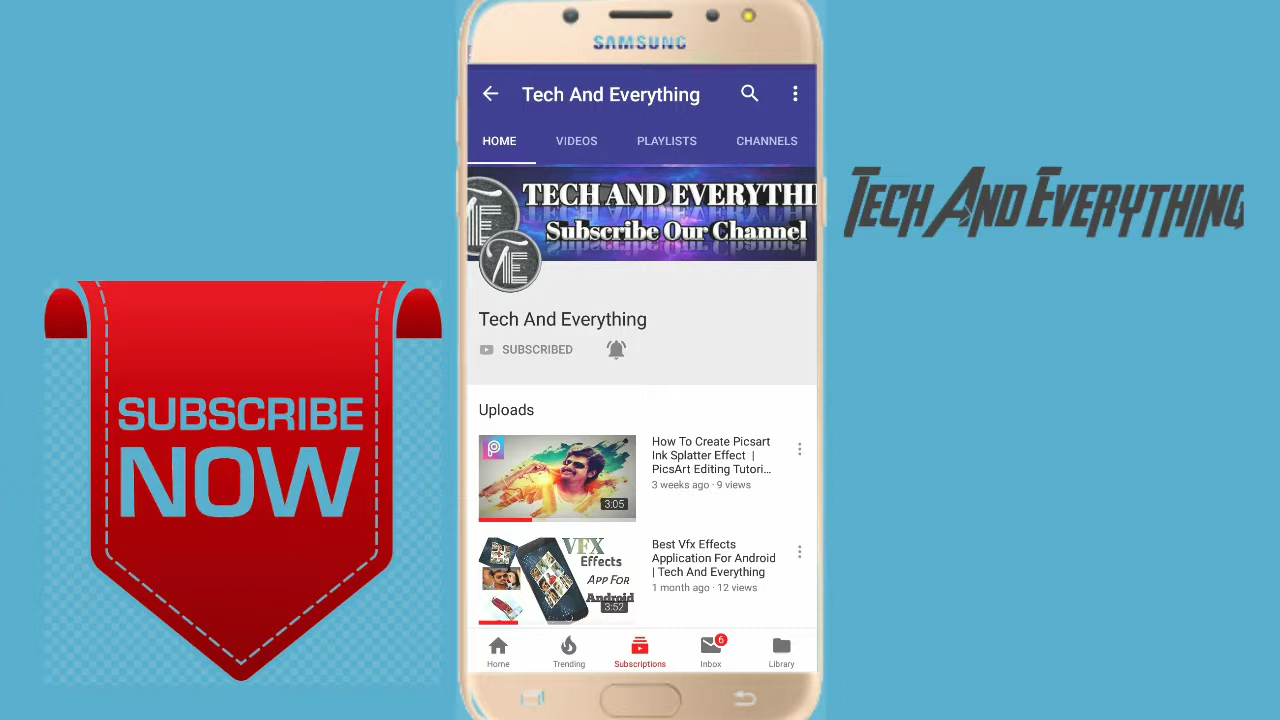 SAMSUNG
Tech And Everything
HOME VIDEOS PLAYLISTS CHANNELS
TECH AND EVERYTHI
Subscribe Our Channel
TE
Tech And Everything
SUBSCRIBED
Uploads
How To Create Picsart
Ink Splatter Effect |
PicsArt Editing Tutori...
3 weeks ago · 9 views
3:05
VFX
Effects
APP FOR
Android
3:52
Best Vfx Effects
Application For Android
| Tech And Everything
1 month ago · 12 views
6
Home Trending Subscriptions Inbox Library
SUBSCRIBE
NOW
TECH AND EVERYTHING